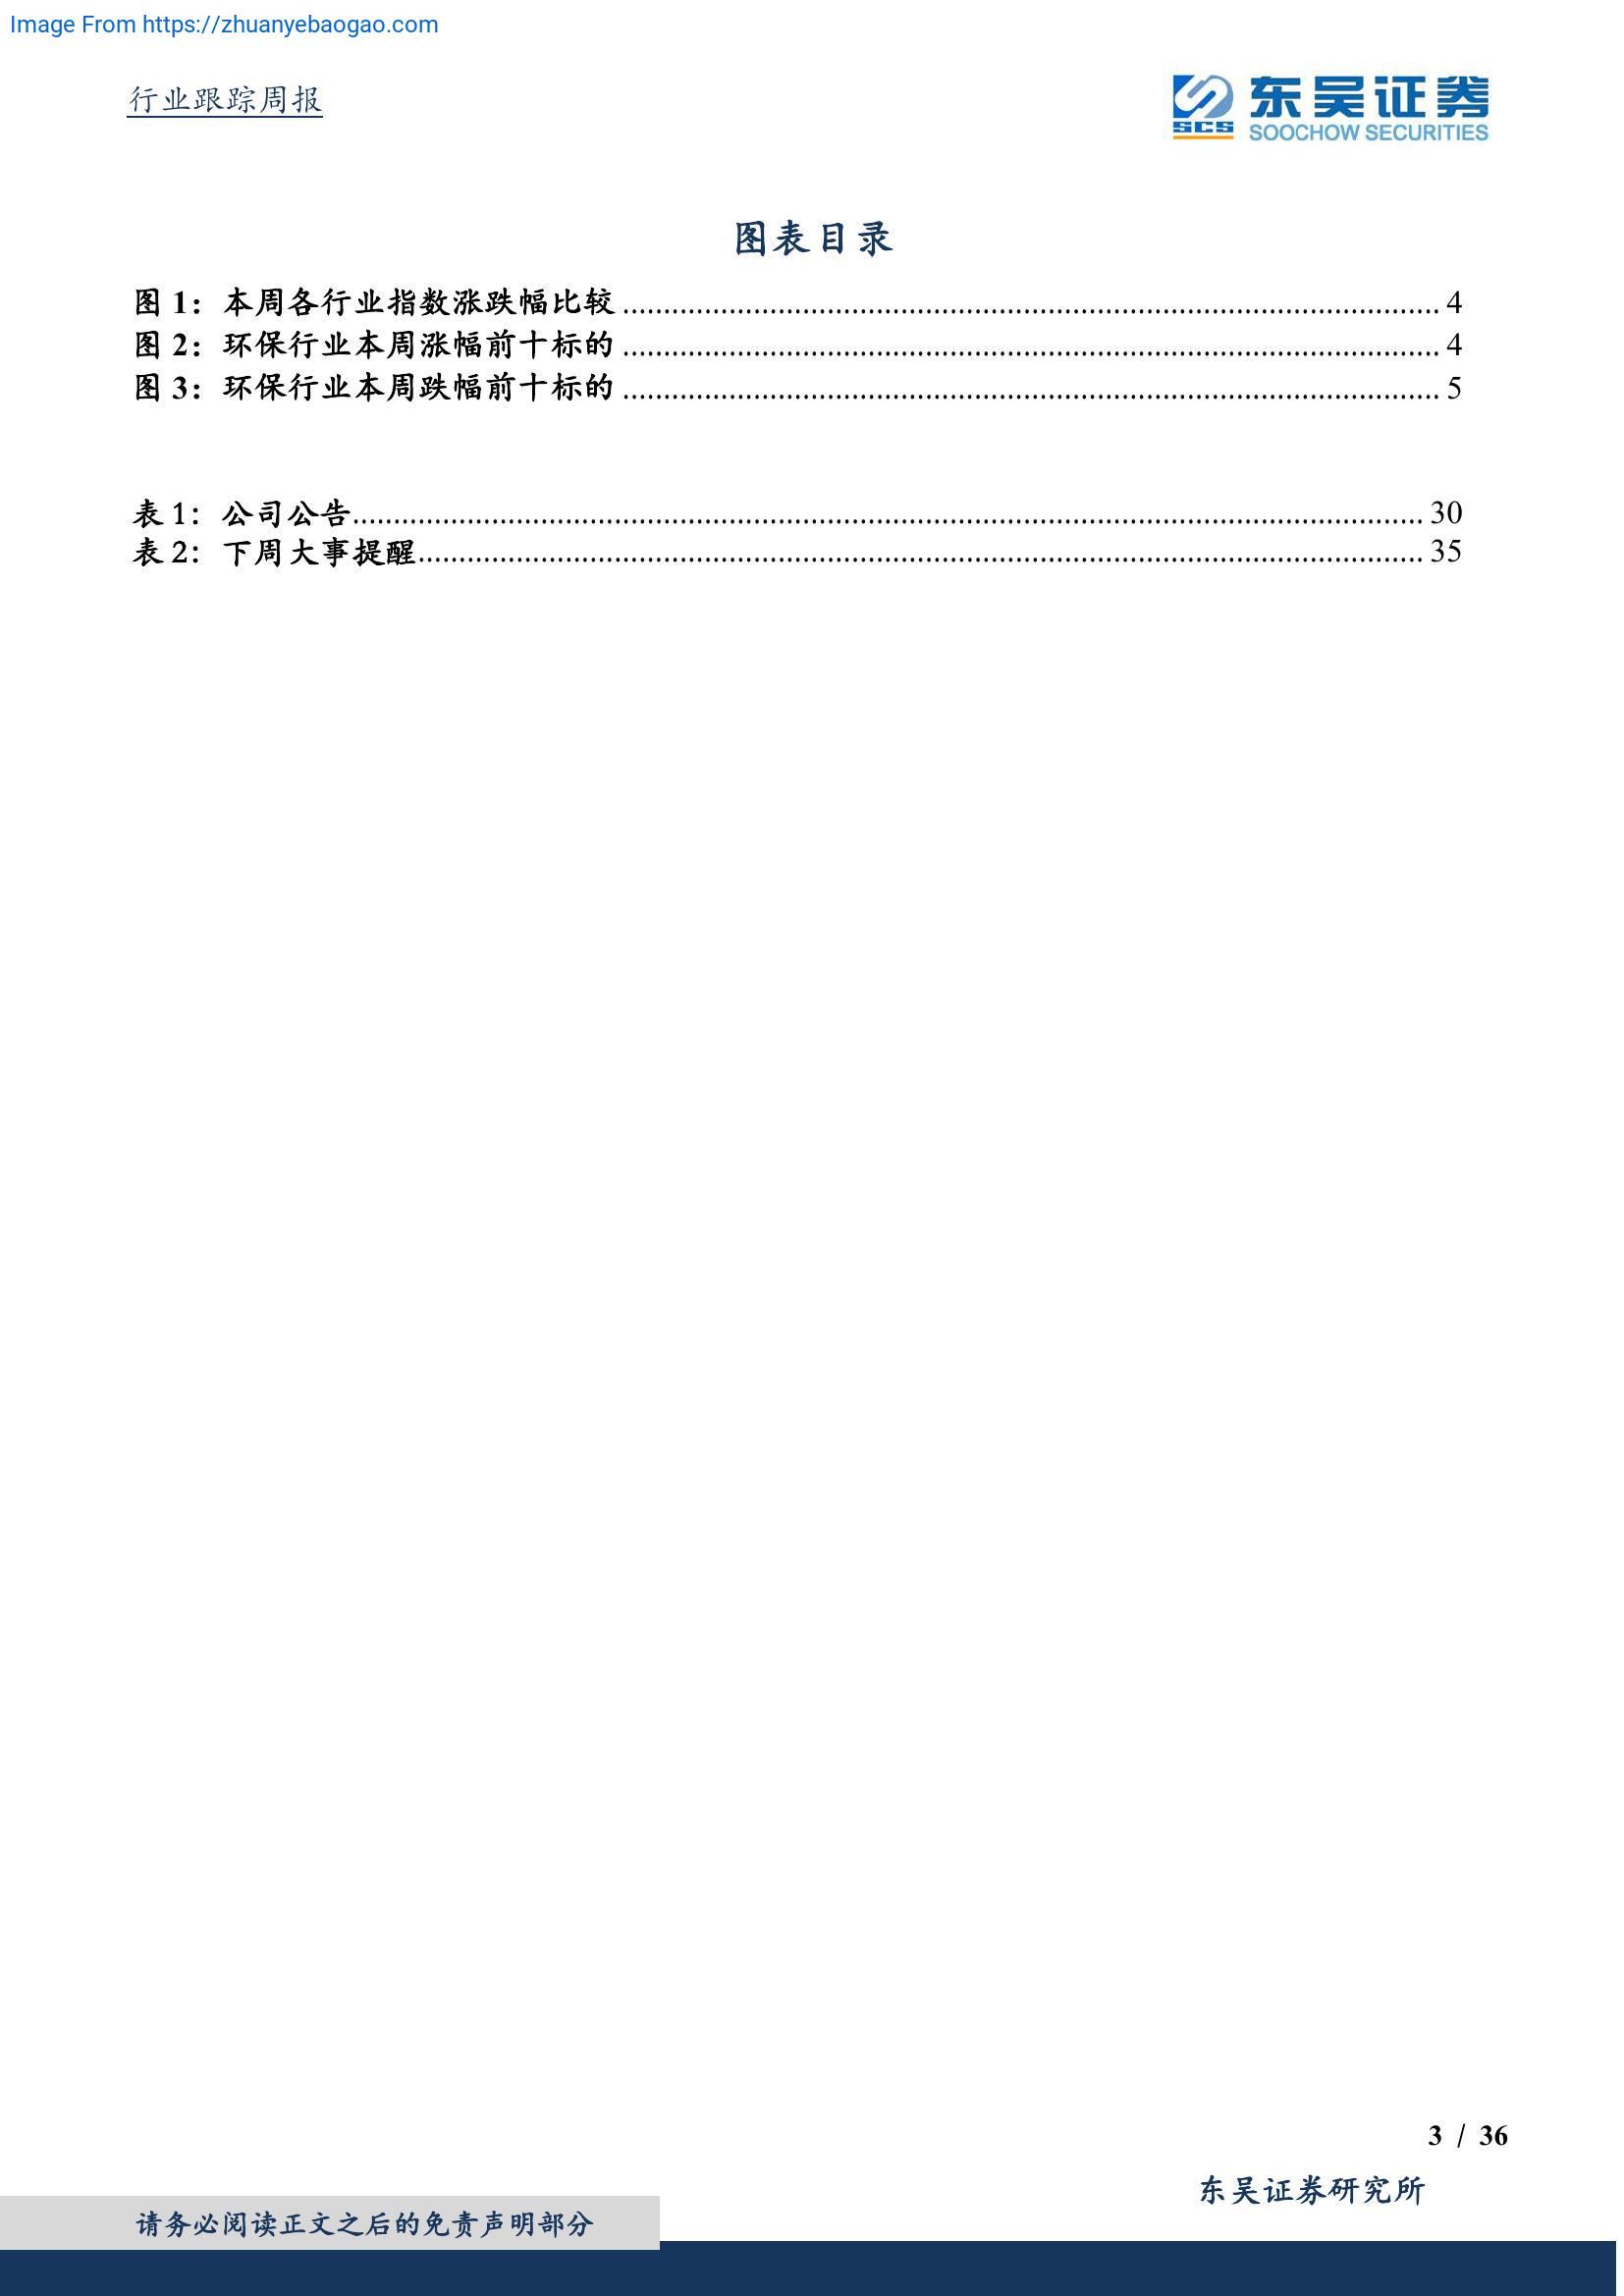 Image From https://zhuanyebaogao.com
行业跟踪周报
SCS
东吴证券
SOOCHOW SECURITIES
图表目录
图 1：本周各行业指数涨跌幅比较 ........................................ 4
图 2：环保行业本周涨幅前十标的 ........................................ 4
图 3：环保行业本周跌幅前十标的 ........................................ 5
表 1：公司公告........................................ 30
表 2：下周大事提醒........................................ 35
3 / 36
东吴证券研究所
请务必阅读正文之后的免责声明部分